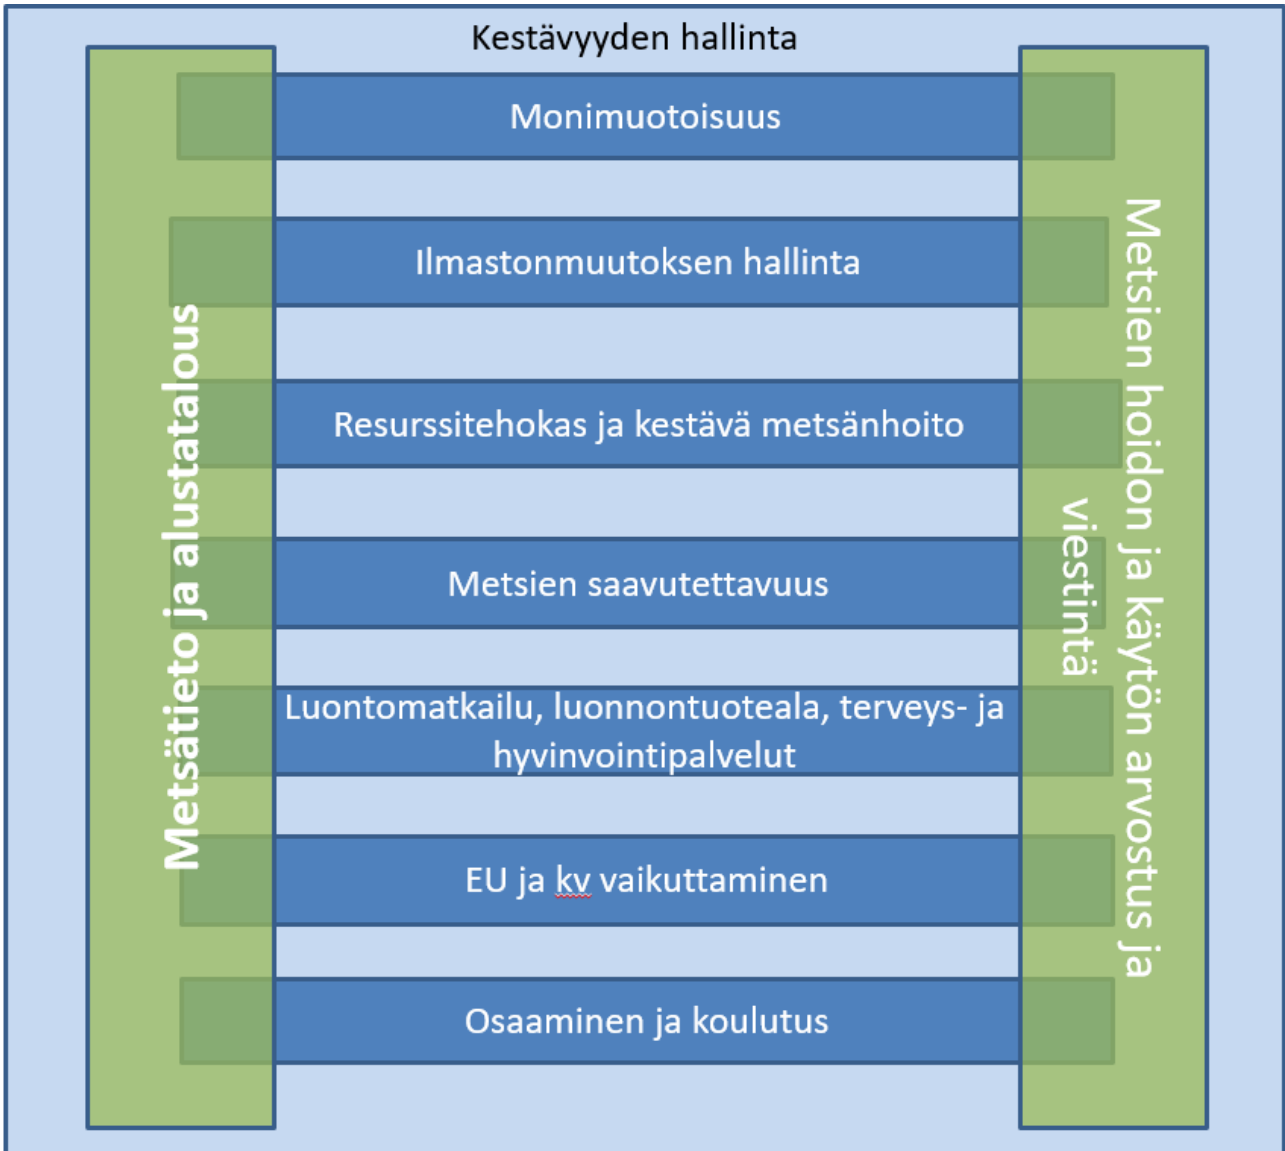 Kestävyyden hallinta
Monimuotoisuus
Ilmastonmuutoksen hallinta
Resurssitehokas ja kestävä metsänhoito
Metsien saavutettavuus
Luontomatkailu, luonnontuoteala, terveys- ja
hyvinvointipalvelut
EU ja kv vaikuttaminen
Osaaminen ja koulutus
Metsätieto ja alustatalous
Metsien hoidon ja käytön arvostus ja
viestintä